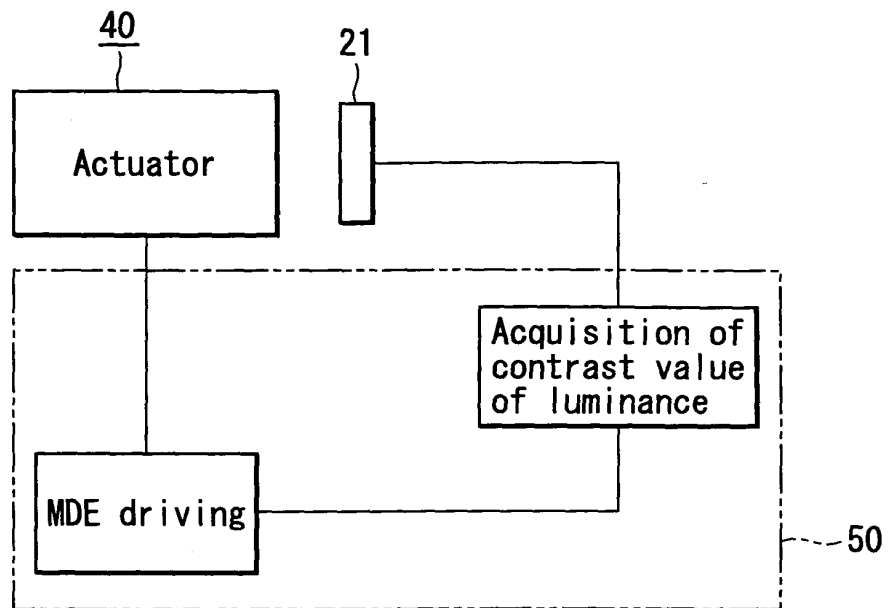 40
21
Actuator
Acquisition of
contrast value
of luminance
MDE driving
50